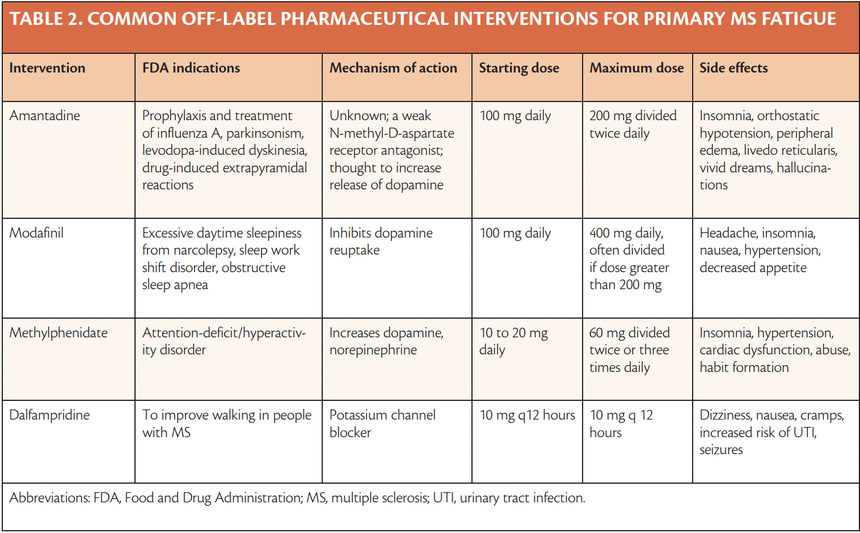 TABLE 2. COMMON OFF-LABEL PHARMACEUTICAL INTERVENTIONS FOR PRIMARY MS FATIGUE
Intervention
FDA indications
Mechanism of action
Starting dose
Maximum dose
Side effects
Amantadine
Prophylaxis and treatment
of influenza A, parkinsonism,
levodopa-induced dyskinesia,
drug-induced extrapyramidal
reactions
Unknown; a weak
N-methyl-D-aspartate
receptor antagonist;
thought to increase
release of dopamine
100 mg daily
200 mg divided
twice daily
Insomnia, orthostatic
hypotension, peripheral
edema, livedo reticularis,
vivid dreams, hallucina-
tions
Modafinil
Excessive daytime sleepiness
from narcolepsy, sleep work
shift disorder, obstructive
sleep apnea
Inhibits dopamine
reuptake
100 mg daily
400 mg daily,
often divided
if dose greater
than 200 mg
Headache, insomnia,
nausea, hypertension,
decreased appetite
Methylphenidate
Attention-deficit/hyperactiv-
ity disorder
Increases dopamine,
norepinephrine
10 to 20 mg
daily
60 mg divided
twice or three
times daily
Insomnia, hypertension,
cardiac dysfunction, abuse,
habit formation
Dalfampridine
To improve walking in people
with MS
Potassium channel
blocker
10 mg q12 hours
10 mg q 12
hours
Dizziness, nausea, cramps,
increased risk of UTI,
seizures
Abbreviations: FDA, Food and Drug Administration; MS, multiple sclerosis; UTI, urinary tract infection.